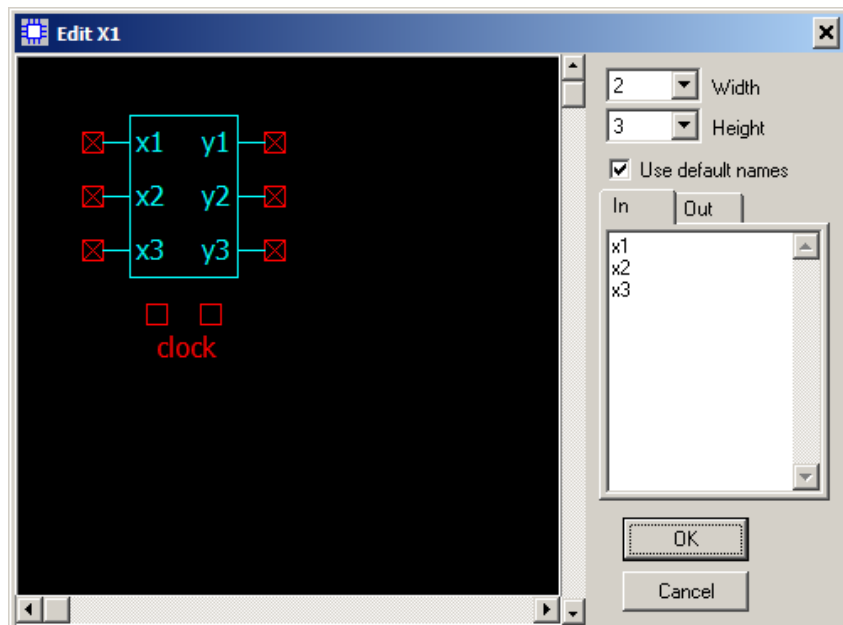 Edit X1
x1 y1
x2 y2
x3 y3
clock
2 Width
3 Height
Use default names
In Out
x1
x2
x3
OK
Cancel